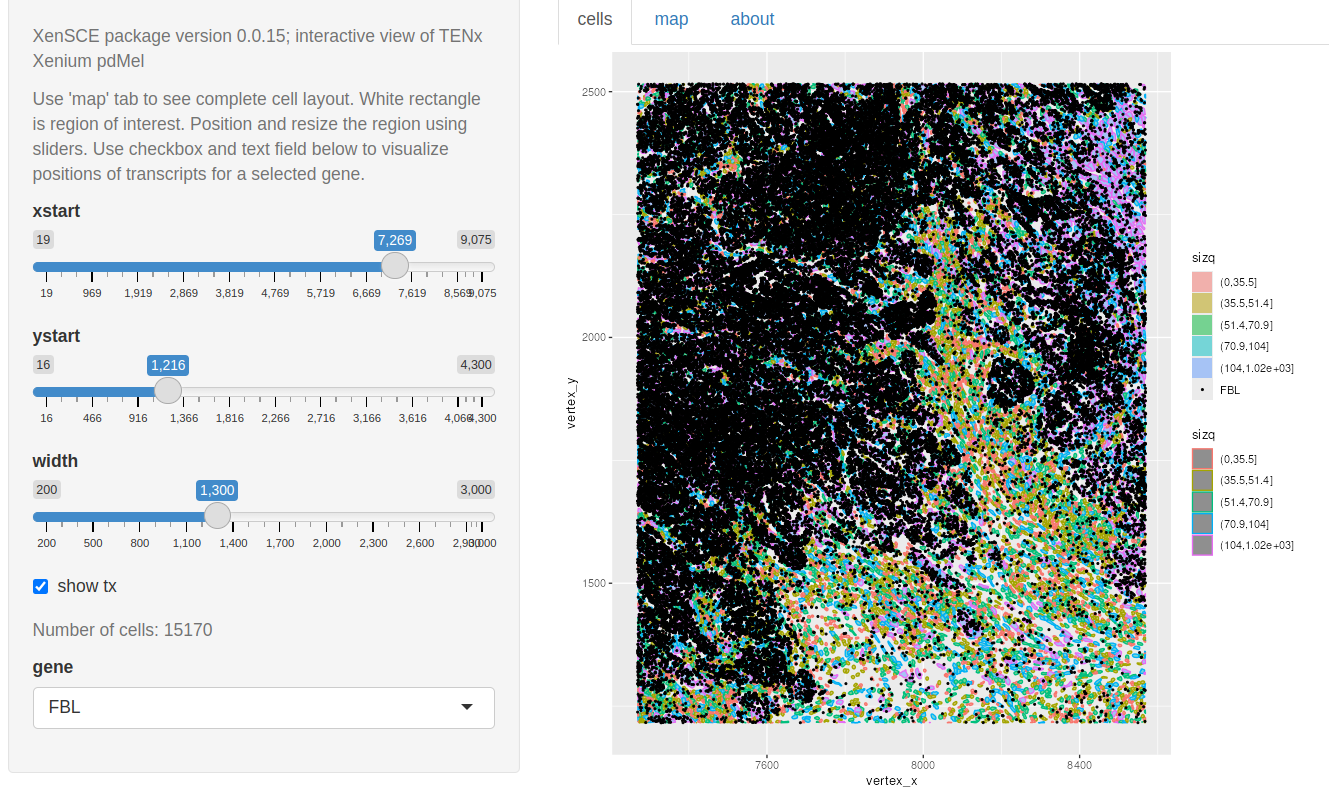 XenSCE package version 0.0.15; interactive view of TENx
Xenium pdMel
Use 'map' tab to see complete cell layout. White rectangle
is region of interest. Position and resize the region using
sliders. Use checkbox and text field below to visualize
positions of transcripts for a selected gene.
xstart
19 7,269 9,075
19 969 1,919 2,869 3,819 4,769 5,719 6,669 7,619 8,569 9,075
ystart
16 1,216 4,300
16 466 916 1,366 1,816 2,266 2,716 3,166 3,616 4,066 4,300
width
200 1,300 3,000
200 500 800 1,100 1,400 1,700 2,000 2,300 2,600 2,900 3,000
show tx
Number of cells: 15170
gene
FBL
cells map about
2500
2000
1500
vertex_y
7600 8000 8400
vertex_x
sizq
(0,35.5]
(35.5,51.4]
(51.4,70.9]
(70.9,104]
(104,1.02e+03]
FBL
sizq
(0,35.5]
(35.5,51.4]
(51.4,70.9]
(70.9,104]
(104,1.02e+03]